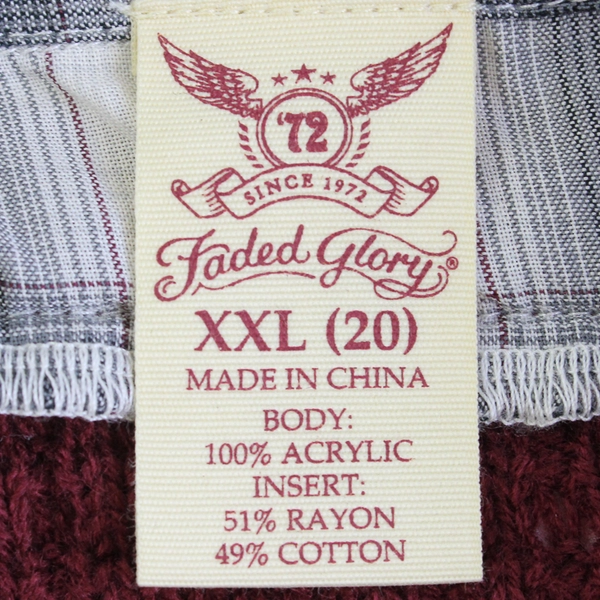 '72
SINCE 1972
Faded Glory®
XXL (20)
MADE IN CHINA
BODY:
100% ACRYLIC
INSERT:
51% RAYON
49% COTTON